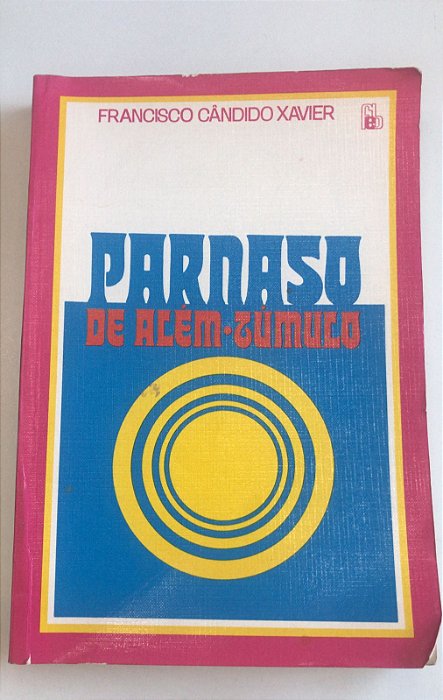 FRANCISCO CÂNDIDO XAVIER
PARNASO
DE ALÉM-TÚMULO